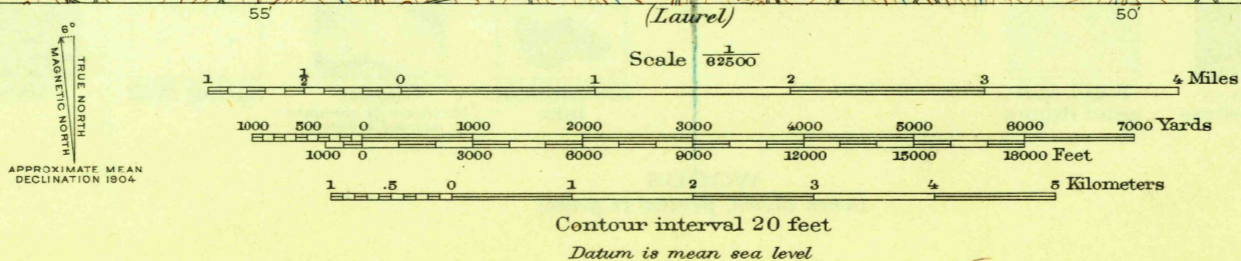 55' 50'
(Laurel)
Scale 1/62500
1 1/2 0 1 2 3 4 Miles
1000 500 0 1000 2000 3000 4000 5000 6000 7000 Yards
1000 0 3000 6000 9000 12000 15000 18000 Feet
1 .5 0 1 2 3 4 5 Kilometers
Contour interval 20 feet
Datum is mean sea level
6°
TRUE NORTH
MAGNETIC NORTH
APPROXIMATE MEAN
DECLINATION 1904